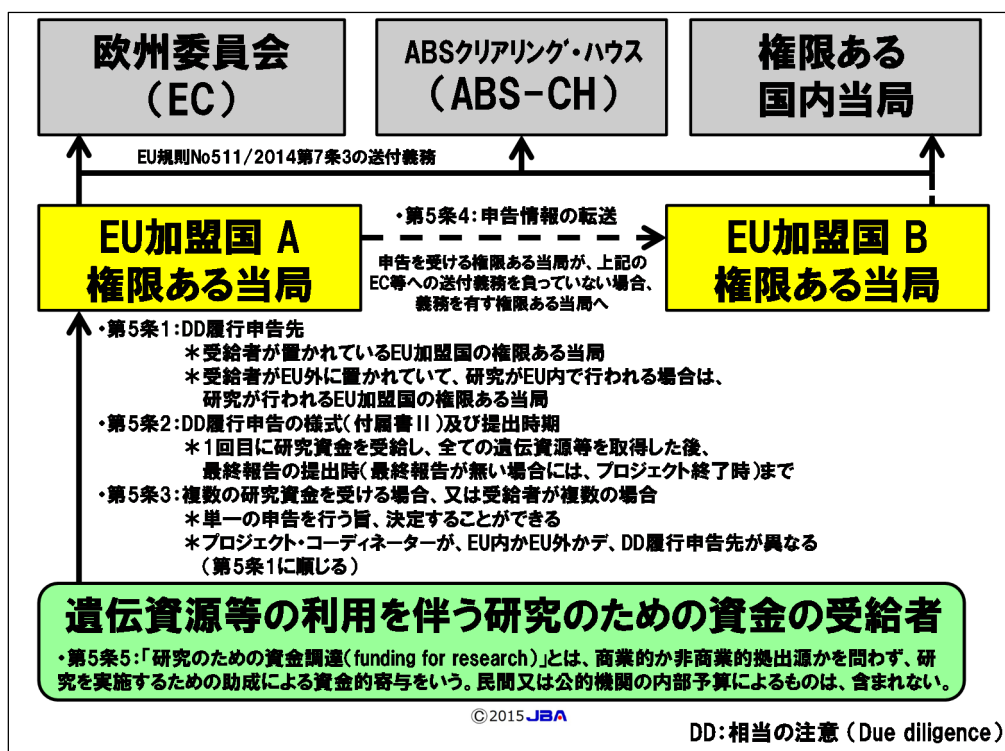 欧州委員会
(EC)
ABSクリアリング・ハウス
(ABS-CH)
権限ある
国内当局
EU規則No511/2014第7条3の送付義務
EU加盟国 A
権限ある当局
・第5条4:申告情報の転送
申告を受ける権限ある当局が、上記の
EC等への送付義務を負っていない場合、
義務を有す権限ある当局へ
EU加盟国 B
権限ある当局
・第5条1:DD履行申告先
＊受給者が置かれているEU加盟国の権限ある当局
＊受給者がEU外に置かれていて、研究がEU内で行われる場合は、
研究が行われるEU加盟国の権限ある当局
・第5条2:DD履行申告の様式(付属書II)及び提出時期
＊1回目に研究資金を受給し、全ての遺伝資源等を取得した後、
最終報告の提出時(最終報告が無い場合には、プロジェクト終了時)まで
・第5条3:複数の研究資金を受ける場合、又は受給者が複数の場合
＊単一の申告を行う旨、決定することができる
＊プロジェクト・コーディネーターが、EU内かEU外かデ、DD履行申告先が異なる
(第5条1に順じる)
遺伝資源等の利用を伴う研究のための資金の受給者
・第5条5:「研究のための資金調達(funding for research)」とは、商業的か非商業的拠出源かを問わず、研
究を実施するための助成による資金的寄与をいう。民間又は公的機関の内部予算によるものは、含まれない。
©2015 JBA
DD:相当の注意 (Due diligence)